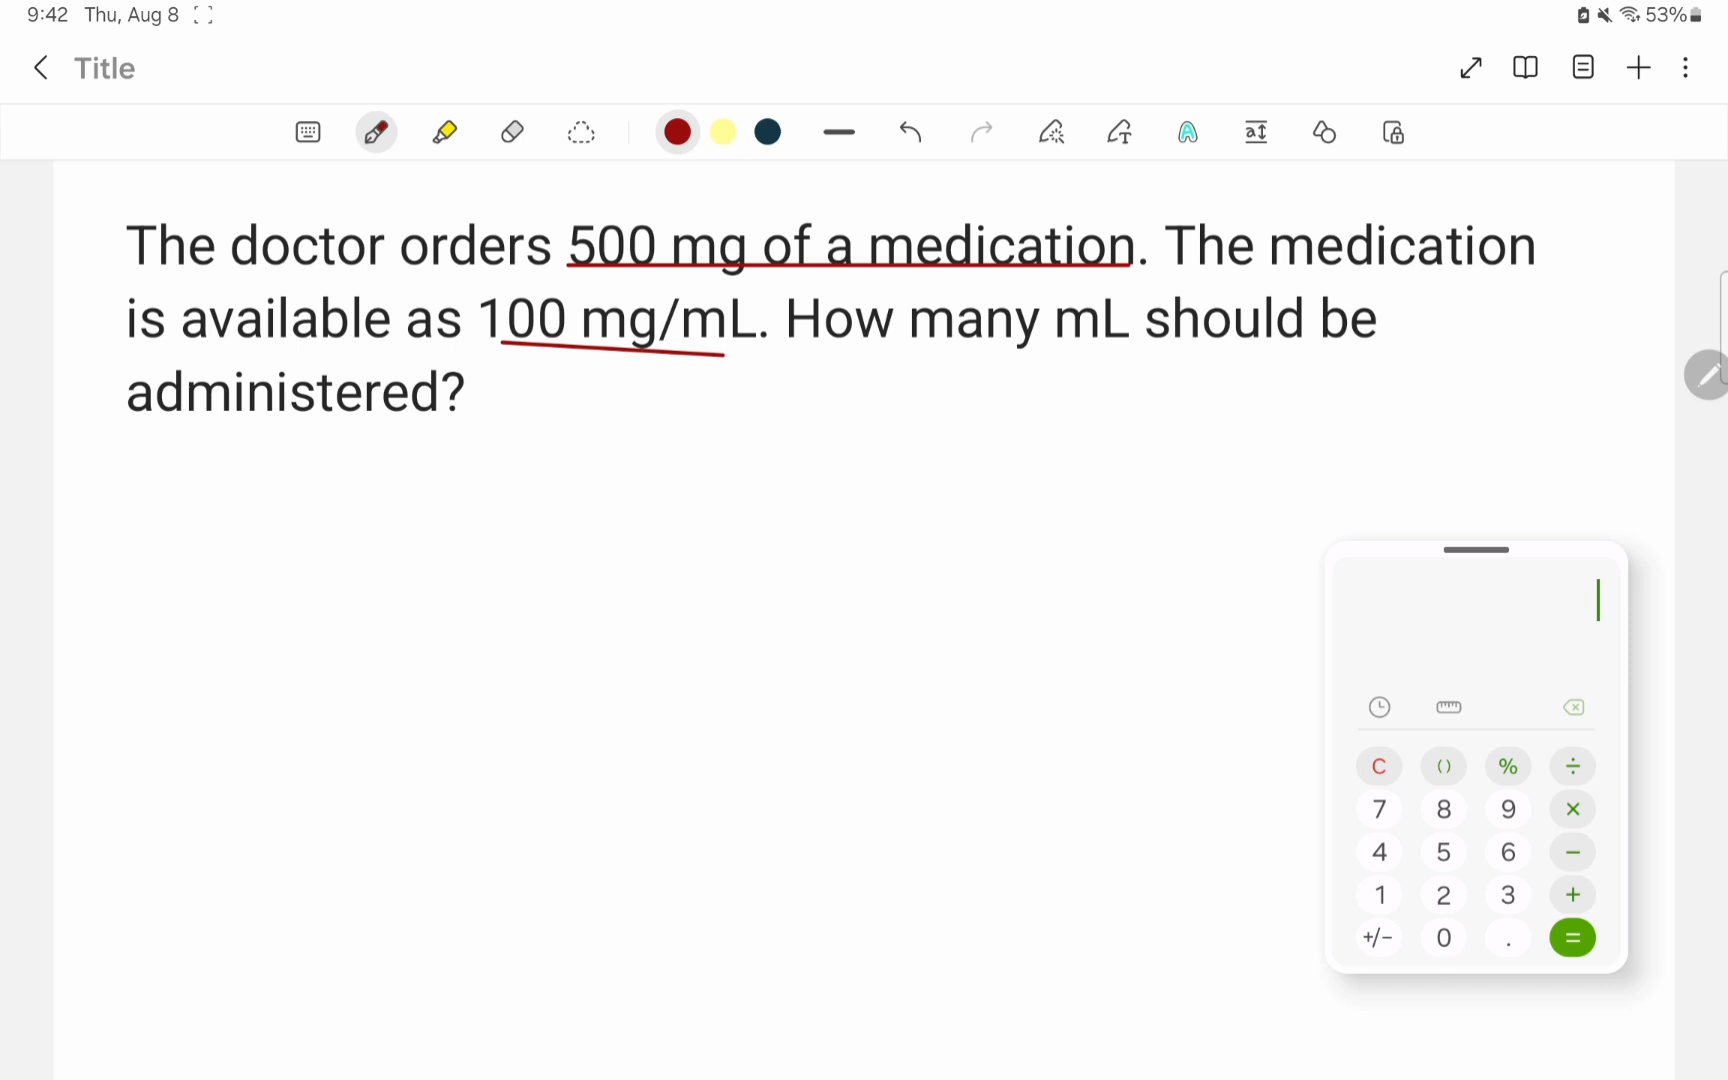 9:42 Thu, Aug 8 53%
Title
The doctor orders 500 mg of a medication. The medication
is available as 100 mg/mL. How many mL should be
administered?
C () % ÷
7 8 9 ×
4 5 6 −
1 2 3 +
+/− 0 . =